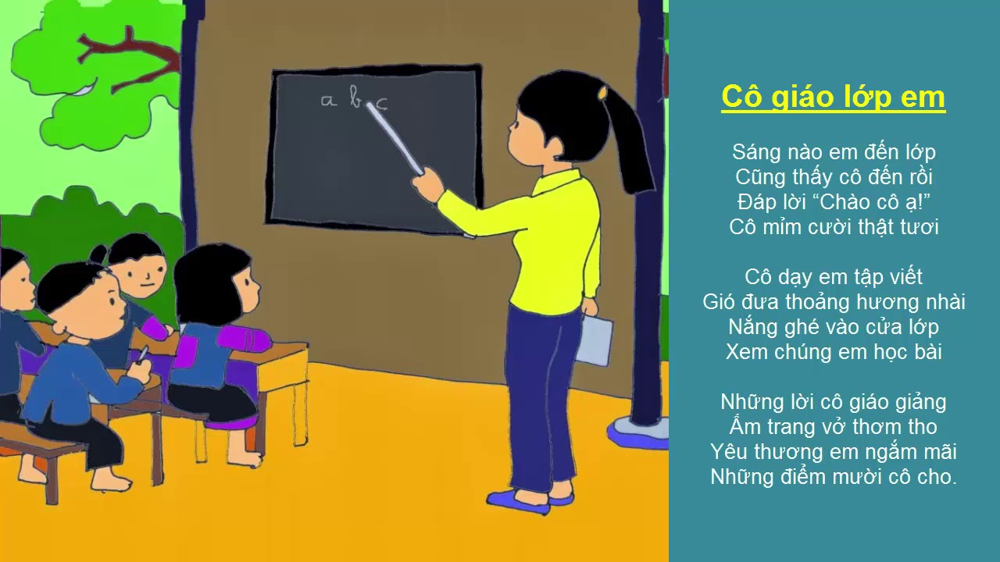 a b c
Cô giáo lớp em
Sáng nào em đến lớp
Cũng thấy cô đến rồi
Đáp lời “Chào cô ạ!”
Cô mỉm cười thật tươi
Cô dạy em tập viết
Gió đưa thoảng hương nhài
Nắng ghé vào cửa lớp
Xem chúng em học bài
Những lời cô giáo giảng
Ấm trang vở thơm tho
Yêu thương em ngắm mãi
Những điểm mười cô cho.